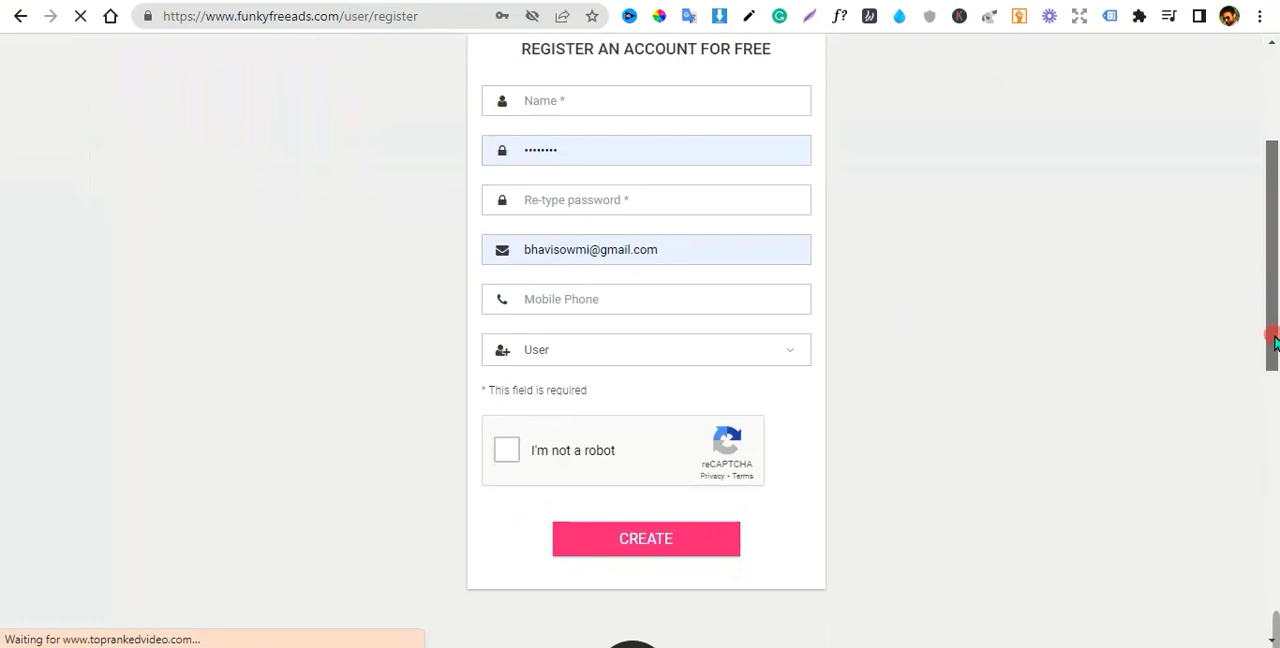 https://www.funkyfreeads.com/user/register
REGISTER AN ACCOUNT FOR FREE
Name *
••••••••
Re-type password *
bhavisowmi@gmail.com
Mobile Phone
User
* This field is required
I'm not a robot
reCAPTCHA
Privacy - Terms
CREATE
Waiting for www.toprankedvideo.com...